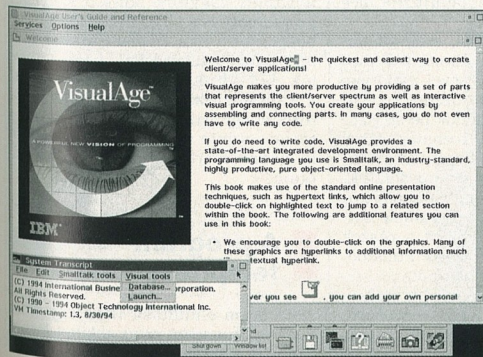 VisualAge User's Guide and Reference
Services Options Help
Welcome
VisualAge
A POWERFUL NEW VISION OF PROGRAMMING
IBM
Welcome to VisualAge – the quickest and easiest way to create
client/server applications!
VisualAge makes you more productive by providing a set of parts
that represents the client/server spectrum as well as interactive
visual programming tools. You create your applications by
assembling and connecting parts. In many cases, you do not even
have to write any code.
If you do need to write code, VisualAge provides a
state-of-the-art integrated development environment. The
programming language you use is Smalltalk, an industry-standard,
highly productive, pure object-oriented language.
This book makes use of the standard online presentation
techniques, such as hypertext links, which allow you to
double-click on highlighted text to jump to a related section
within the book. The following are additional features you can
use in this book:
• We encourage you to double-click on the graphics. Many of
these graphics are hyperlinks to additional information much
textual hyperlink.
ver you see , you can add your own personal
System Transcript
File Edit Smalltalk tools Visual tools
Database...
Launch...
(C) 1994 International Busine rporation.
All Rights Reserved.
(C) 1990 - 1994 Object Technology International Inc.
VM Timestamp: 1.3, 8/30/94
Shut down Window list